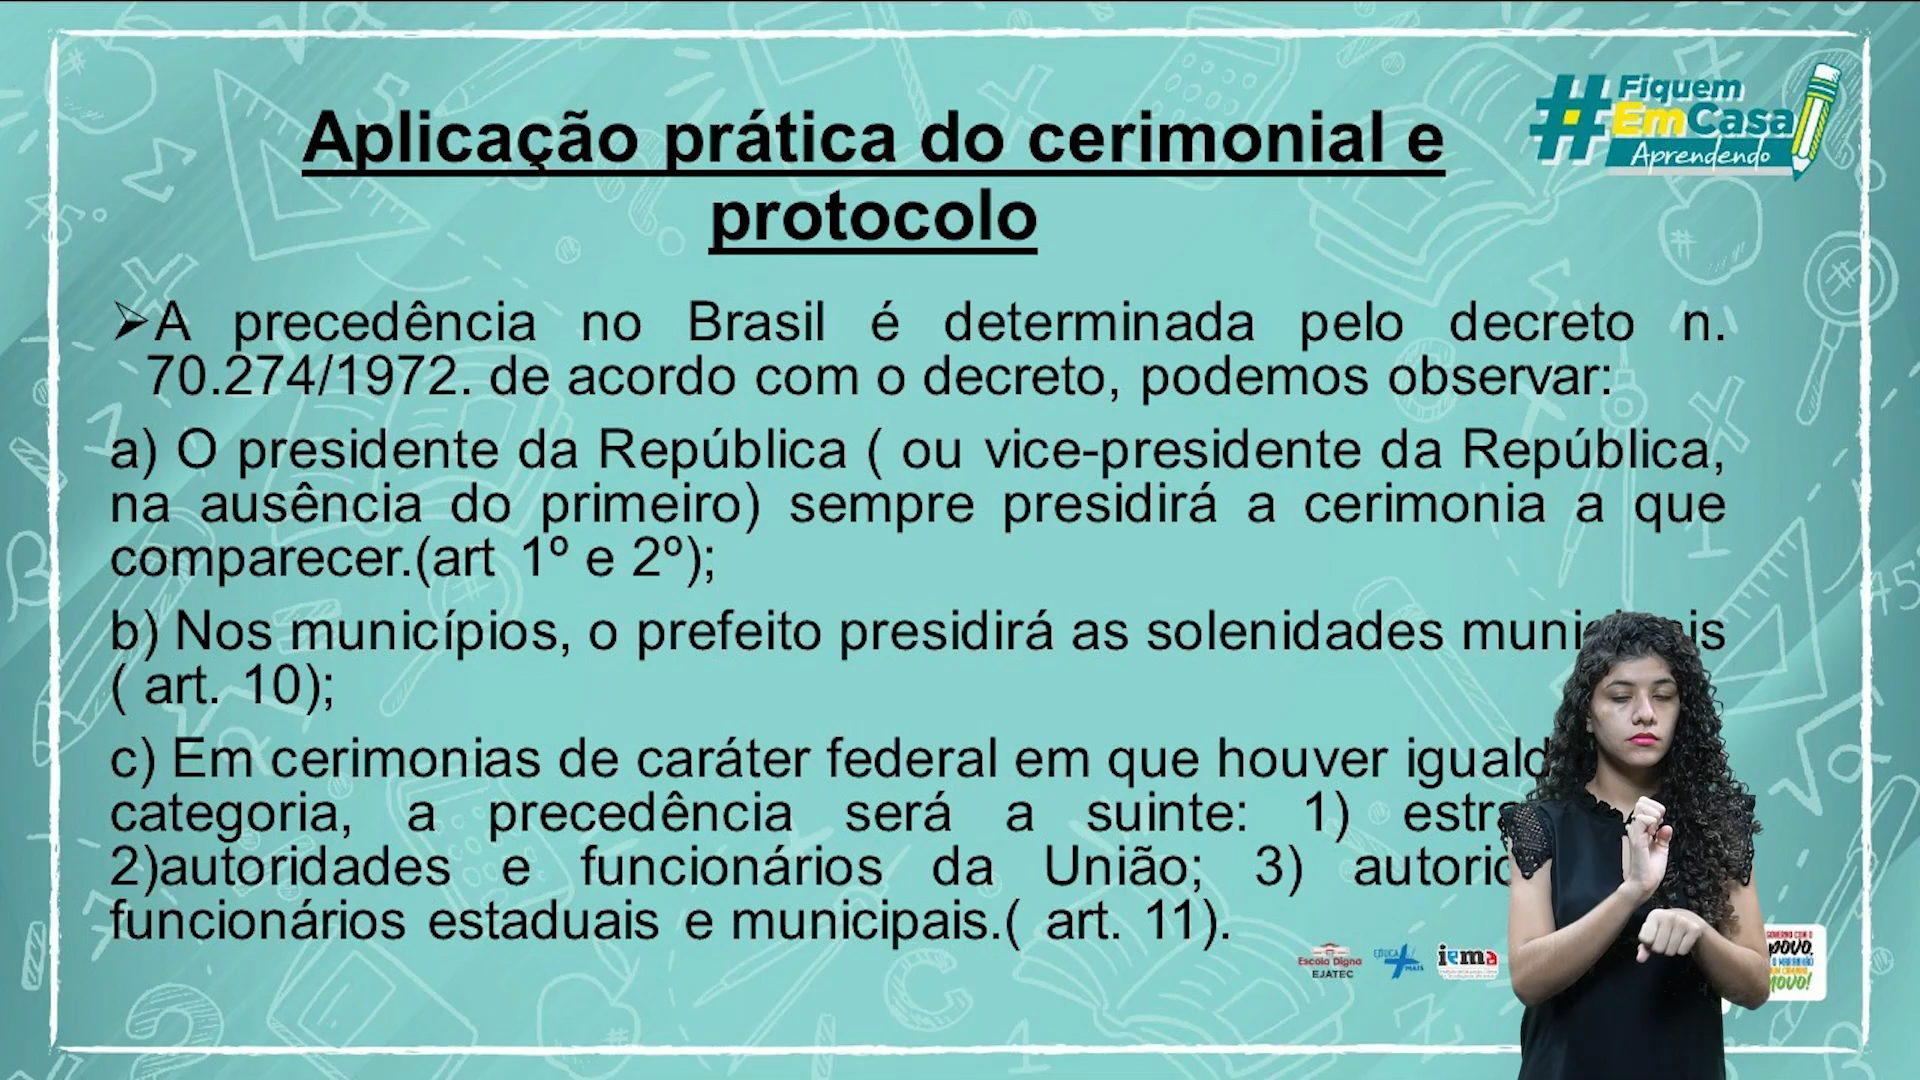 #Fiquem
EmCasa
Aprendendo
Aplicação prática do cerimonial e
protocolo
➢A precedência no Brasil é determinada pelo decreto n.
70.274/1972. de acordo com o decreto, podemos observar:
a) O presidente da República ( ou vice-presidente da República,
na ausência do primeiro) sempre presidirá a cerimonia a que
comparecer.(art 1º e 2º);
b) Nos municípios, o prefeito presidirá as solenidades
( art. 10);
c) Em cerimonias de caráter federal em que houver
categoria, a precedência será a suinte: 1)
2)autoridades e funcionários da União; 3)
funcionários estaduais e municipais.( art. 11).
Escola Digna
EJATEC
EDUCA
MAIS
iema
POVO,
NOVO!